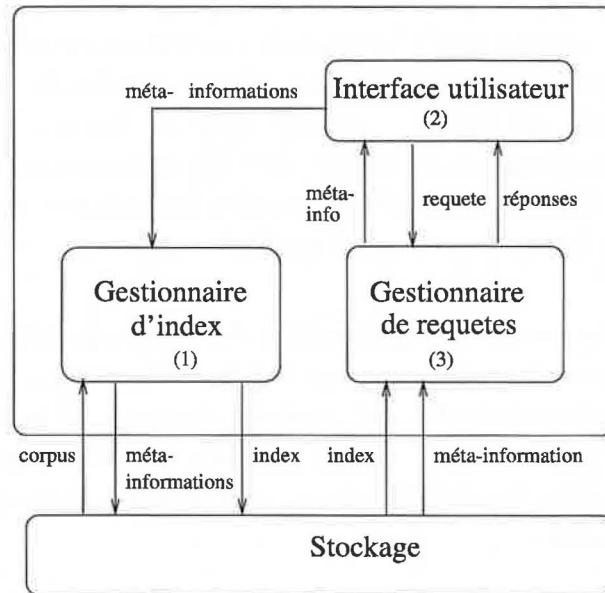 Interface utilisateur
(2)
méta- informations
méta-
info
requete
réponses
Gestionnaire
d'index
(1)
Gestionnaire
de requetes
(3)
corpus
méta-
informations
index
index
méta-information
Stockage